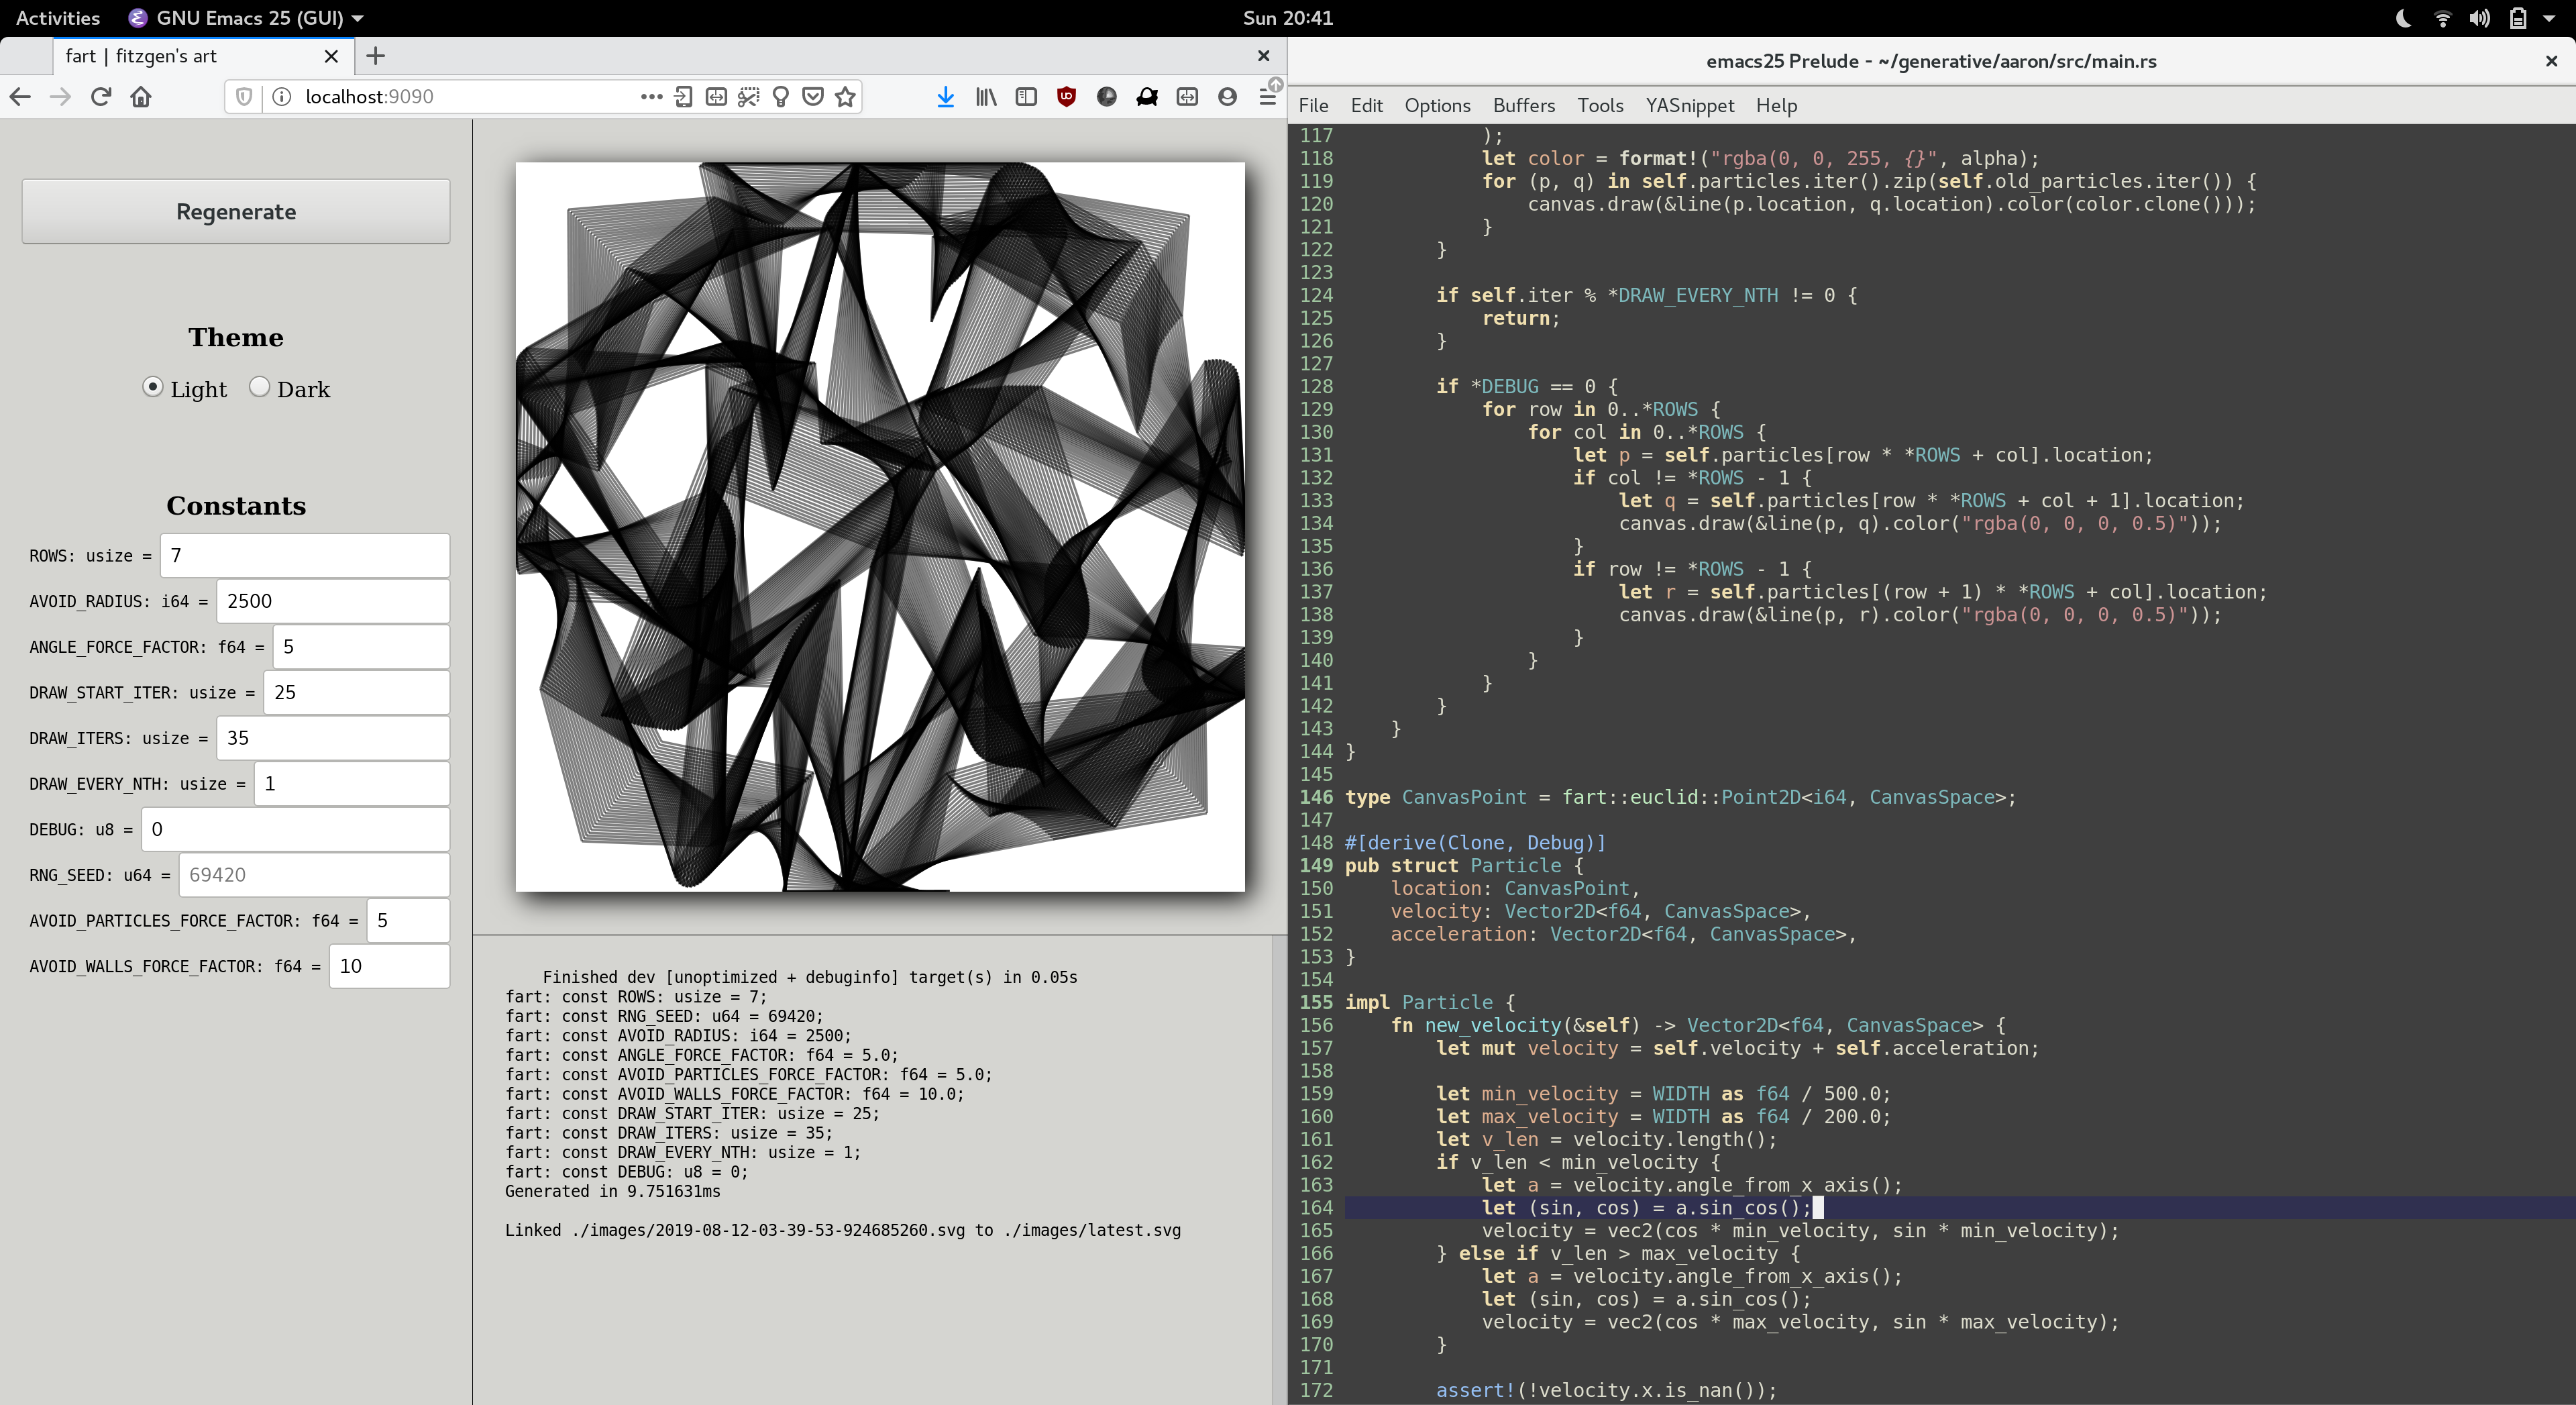 Activities GNU Emacs 25 (GUI) Sun 20:41
fart | fitzgen's art
localhost:9090
Regenerate
Theme
Light Dark
Constants
ROWS: usize = 7
AVOID_RADIUS: i64 = 2500
ANGLE_FORCE_FACTOR: f64 = 5
DRAW_START_ITER: usize = 25
DRAW_ITERS: usize = 35
DRAW_EVERY_NTH: usize = 1
DEBUG: u8 = 0
RNG_SEED: u64 = 69420
AVOID_PARTICLES_FORCE_FACTOR: f64 = 5
AVOID_WALLS_FORCE_FACTOR: f64 = 10
Finished dev [unoptimized + debuginfo] target(s) in 0.05s
fart: const ROWS: usize = 7;
fart: const RNG_SEED: u64 = 69420;
fart: const AVOID_RADIUS: i64 = 2500;
fart: const ANGLE_FORCE_FACTOR: f64 = 5.0;
fart: const AVOID_PARTICLES_FORCE_FACTOR: f64 = 5.0;
fart: const AVOID_WALLS_FORCE_FACTOR: f64 = 10.0;
fart: const DRAW_START_ITER: usize = 25;
fart: const DRAW_ITERS: usize = 35;
fart: const DRAW_EVERY_NTH: usize = 1;
fart: const DEBUG: u8 = 0;
Generated in 9.751631ms
Linked ./images/2019-08-12-03-39-53-924685260.svg to ./images/latest.svg
emacs25 Prelude - ~/generative/aaron/src/main.rs
File Edit Options Buffers Tools YASnippet Help
117             );
118             let color = format!("rgba(0, 0, 255, {}", alpha);
119             for (p, q) in self.particles.iter().zip(self.old_particles.iter()) {
120                 canvas.draw(&line(p.location, q.location).color(color.clone()));
121             }
122         }
123
124         if self.iter % *DRAW_EVERY_NTH != 0 {
125             return;
126         }
127
128         if *DEBUG == 0 {
129             for row in 0..*ROWS {
130                 for col in 0..*ROWS {
131                     let p = self.particles[row * *ROWS + col].location;
132                     if col != *ROWS - 1 {
133                         let q = self.particles[row * *ROWS + col + 1].location;
134                         canvas.draw(&line(p, q).color("rgba(0, 0, 0, 0.5)"));
135                     }
136                     if row != *ROWS - 1 {
137                         let r = self.particles[(row + 1) * *ROWS + col].location;
138                         canvas.draw(&line(p, r).color("rgba(0, 0, 0, 0.5)"));
139                     }
140                 }
141             }
142         }
143     }
144 }
145
146 type CanvasPoint = fart::euclid::Point2D<i64, CanvasSpace>;
147
148 #[derive(Clone, Debug)]
149 pub struct Particle {
150     location: CanvasPoint,
151     velocity: Vector2D<f64, CanvasSpace>,
152     acceleration: Vector2D<f64, CanvasSpace>,
153 }
154
155 impl Particle {
156     fn new_velocity(&self) -> Vector2D<f64, CanvasSpace> {
157         let mut velocity = self.velocity + self.acceleration;
158
159         let min_velocity = WIDTH as f64 / 500.0;
160         let max_velocity = WIDTH as f64 / 200.0;
161         let v_len = velocity.length();
162         if v_len < min_velocity {
163             let a = velocity.angle_from_x_axis();
164             let (sin, cos) = a.sin_cos();
165             velocity = vec2(cos * min_velocity, sin * min_velocity);
166         } else if v_len > max_velocity {
167             let a = velocity.angle_from_x_axis();
168             let (sin, cos) = a.sin_cos();
169             velocity = vec2(cos * max_velocity, sin * max_velocity);
170         }
171
172         assert!(!velocity.x.is_nan());